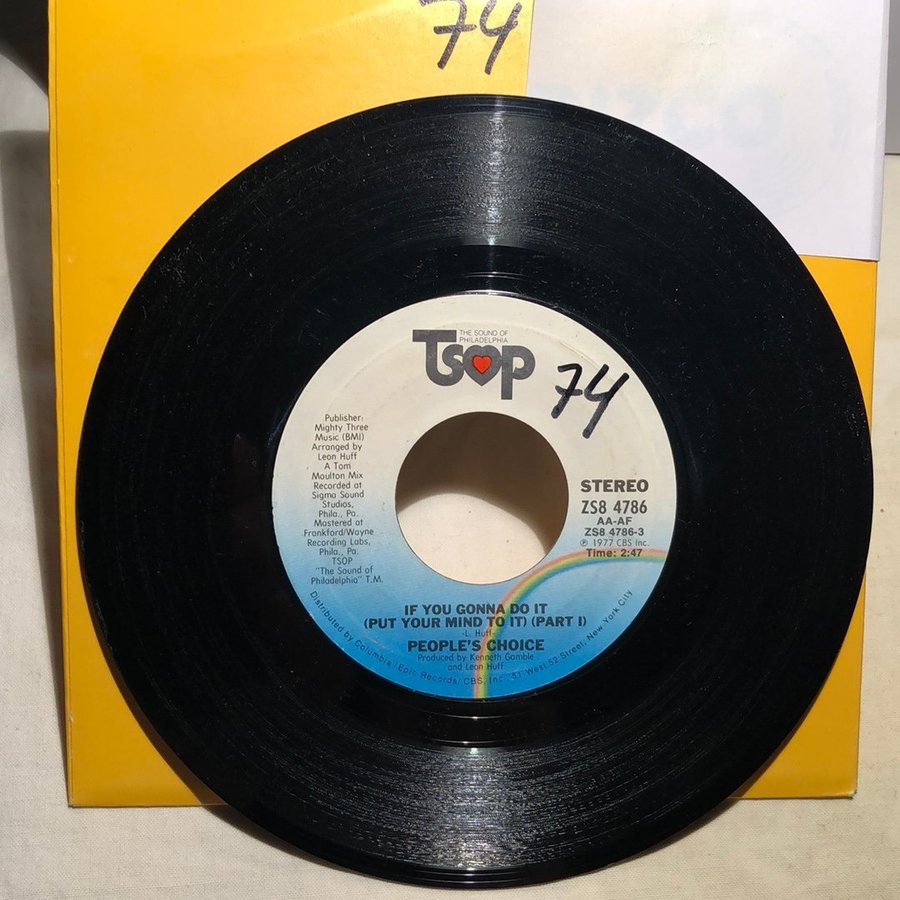 74
THE SOUND OF
PHILADELPHIA
TSOP
74
Publisher:
Mighty Three
Music (BMI)
Arranged by
Leon Huff
A Tom
Moulton Mix
Recorded at
Sigma Sound
Studios,
Phila., Pa.
Mastered at
Frankford/Wayne
Recording Labs,
Phila., Pa.
TSOP
"The Sound of
Philadelphia" T.M.
STEREO
ZS8 4786
AA-AF
ZS8 4786-3
℗ 1977 CBS Inc.
Time: 2:47
IF YOU GONNA DO IT
(PUT YOUR MIND TO IT) (PART I)
-L. Huff-
PEOPLE'S CHOICE
Produced by Kenneth Gamble
and Leon Huff
Distributed by Columbia/Epic Records/CBS, Inc. 51 West 52 Street, New York City